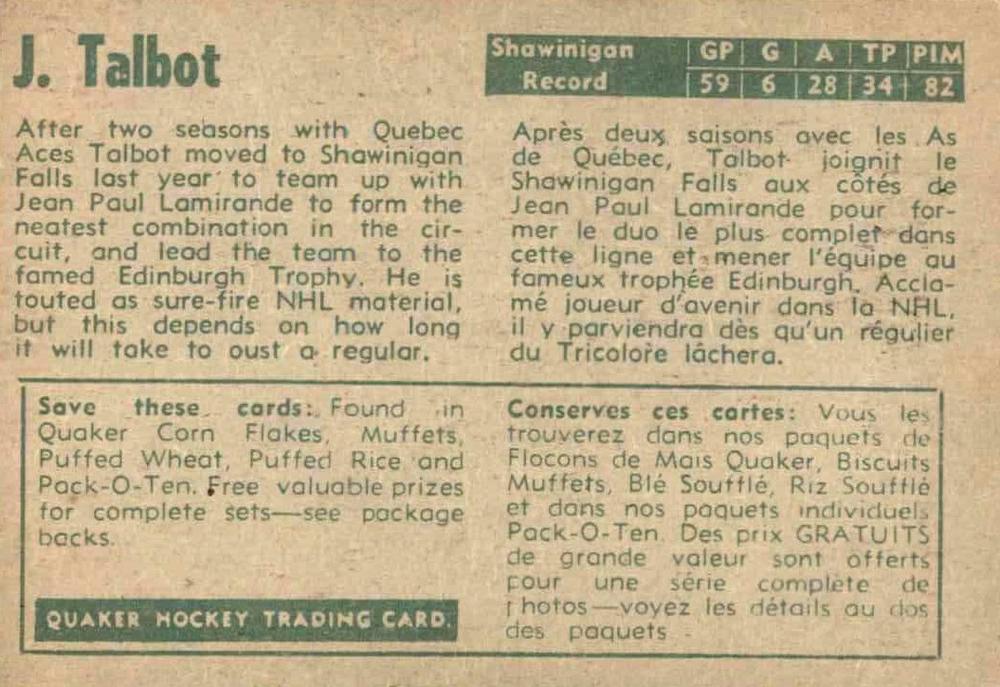 J. Talbot
Shawinigan GP G A TP PIM
Record 59 6 28 34 82
After two seasons with Quebec
Aces Talbot moved to Shawinigan
Falls last year to team up with
Jean Paul Lamirande to form the
neatest combination in the cir-
cuit, and lead the team to the
famed Edinburgh Trophy. He is
touted as sure-fire NHL material,
but this depends on how long
it will take to oust a regular.
Après deux saisons avec les As
de Québec, Talbot joignit le
Shawinigan Falls aux côtés de
Jean Paul Lamirande pour for-
mer le duo le plus complet dans
cette ligne et mener l'équipe au
fameux trophée Edinburgh. Accla-
mé joueur d'avenir dans la NHL,
il y parviendra dès qu'un régulier
du Tricolore lâchera.
Save these cards: Found in
Quaker Corn Flakes, Muffets,
Puffed Wheat, Puffed Rice and
Pack-O-Ten. Free valuable prizes
for complete sets—see package
backs.
QUAKER HOCKEY TRADING CARD.
Conserves ces cartes: Vous les
trouverez dans nos paquets de
Flocons de Mais Quaker, Biscuits
Muffets, Blé Soufflé, Riz Soufflé
et dans nos paquets individuels
Pack-O-Ten. Des prix GRATUITS
de grande valeur sont offerts
pour une série complète de
photos—voyez les détails au dos
des paquets.